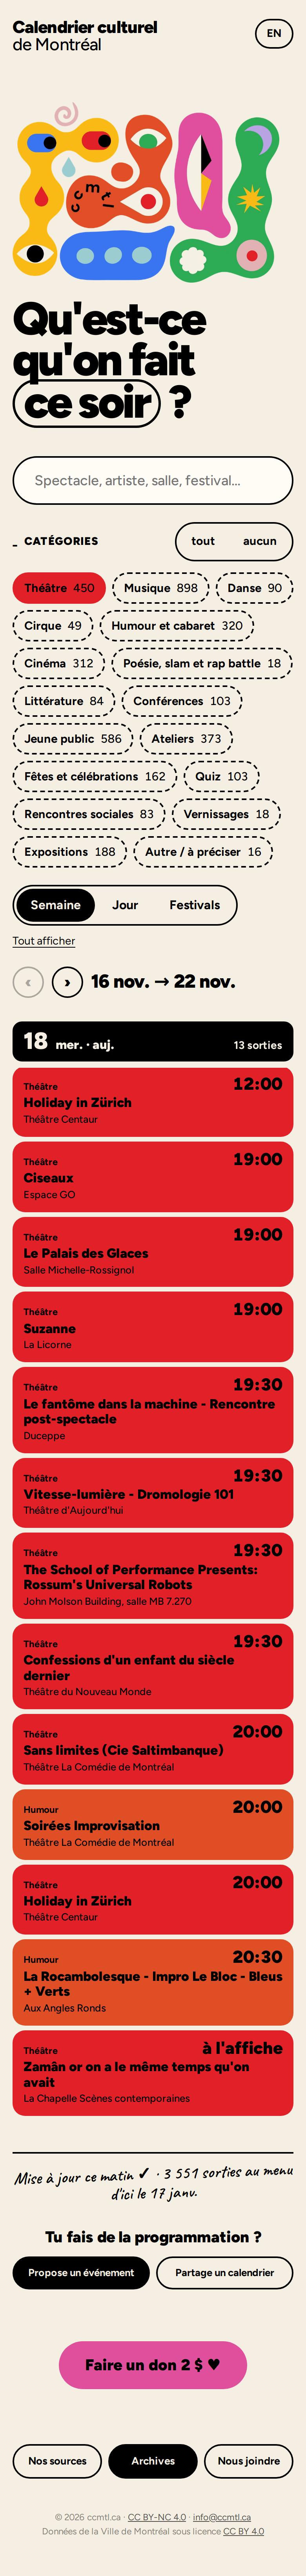 Calendrier culturel
de Montréal
EN
ccmtl
Qu'est-ce
qu'on fait
ce soir ?
Spectacle, artiste, salle, festival...
CATÉGORIES
tout aucun
Théâtre 450 Musique 898 Danse 90
Cirque 49 Humour et cabaret 320
Cinéma 312 Poésie, slam et rap battle 18
Littérature 84 Conférences 103
Jeune public 586 Ateliers 373
Fêtes et célébrations 162 Quiz 103
Rencontres sociales 83 Vernissages 18
Expositions 188 Autre / à préciser 16
Semaine Jour Festivals
Tout afficher
‹ › 16 nov. → 22 nov.
18 mer. · auj. 13 sorties
Théâtre 12:00
Holiday in Zürich
Théâtre Centaur
Théâtre 19:00
Ciseaux
Espace GO
Théâtre 19:00
Le Palais des Glaces
Salle Michelle-Rossignol
Théâtre 19:00
Suzanne
La Licorne
Théâtre 19:30
Le fantôme dans la machine - Rencontre
post-spectacle
Duceppe
Théâtre 19:30
Vitesse-lumière - Dromologie 101
Théâtre d'Aujourd'hui
Théâtre 19:30
The School of Performance Presents:
Rossum's Universal Robots
John Molson Building, salle MB 7.270
Théâtre 19:30
Confessions d'un enfant du siècle
dernier
Théâtre du Nouveau Monde
Théâtre 20:00
Sans limites (Cie Saltimbanque)
Théâtre La Comédie de Montréal
Humour 20:00
Soirées Improvisation
Théâtre La Comédie de Montréal
Théâtre 20:00
Holiday in Zürich
Théâtre Centaur
Humour 20:30
La Rocambolesque - Impro Le Bloc - Bleus
+ Verts
Aux Angles Ronds
Théâtre à l'affiche
Zamân or on a le même temps qu'on
avait
La Chapelle Scènes contemporaines
Mise à jour ce matin ✓ · 3 551 sorties au menu
d'ici le 17 janv.
Tu fais de la programmation ?
Propose un événement Partage un calendrier
Faire un don 2 $ ♥
Nos sources Archives Nous joindre
© 2026 ccmtl.ca · CC BY-NC 4.0 · info@ccmtl.ca
Données de la Ville de Montréal sous licence CC BY 4.0